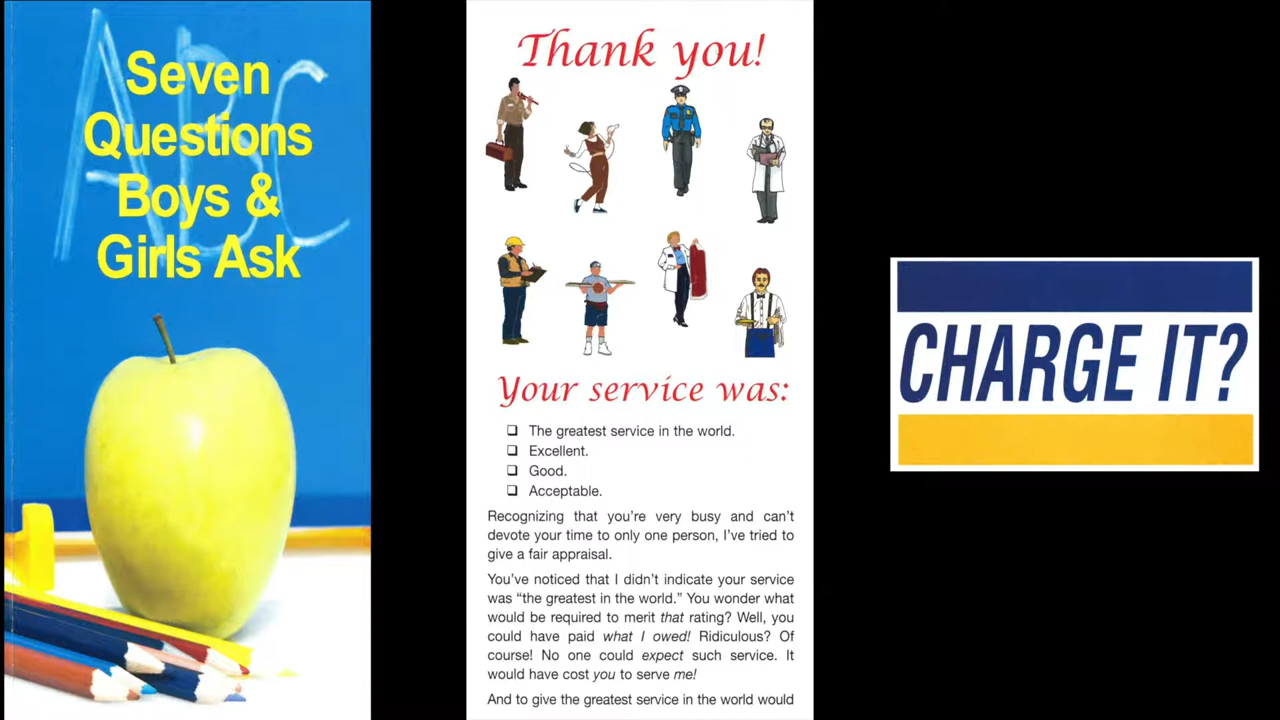 ABC
Seven
Questions
Boys &
Girls Ask
Thank you!
Your service was:
❑ The greatest service in the world.
❑ Excellent.
❑ Good.
❑ Acceptable.
Recognizing that you're very busy and can't
devote your time to only one person, I've tried to
give a fair appraisal.
You've noticed that I didn't indicate your service
was “the greatest in the world.” You wonder what
would be required to merit that rating? Well, you
could have paid what I owed! Ridiculous? Of
course! No one could expect such service. It
would have cost you to serve me!
And to give the greatest service in the world would
CHARGE IT?